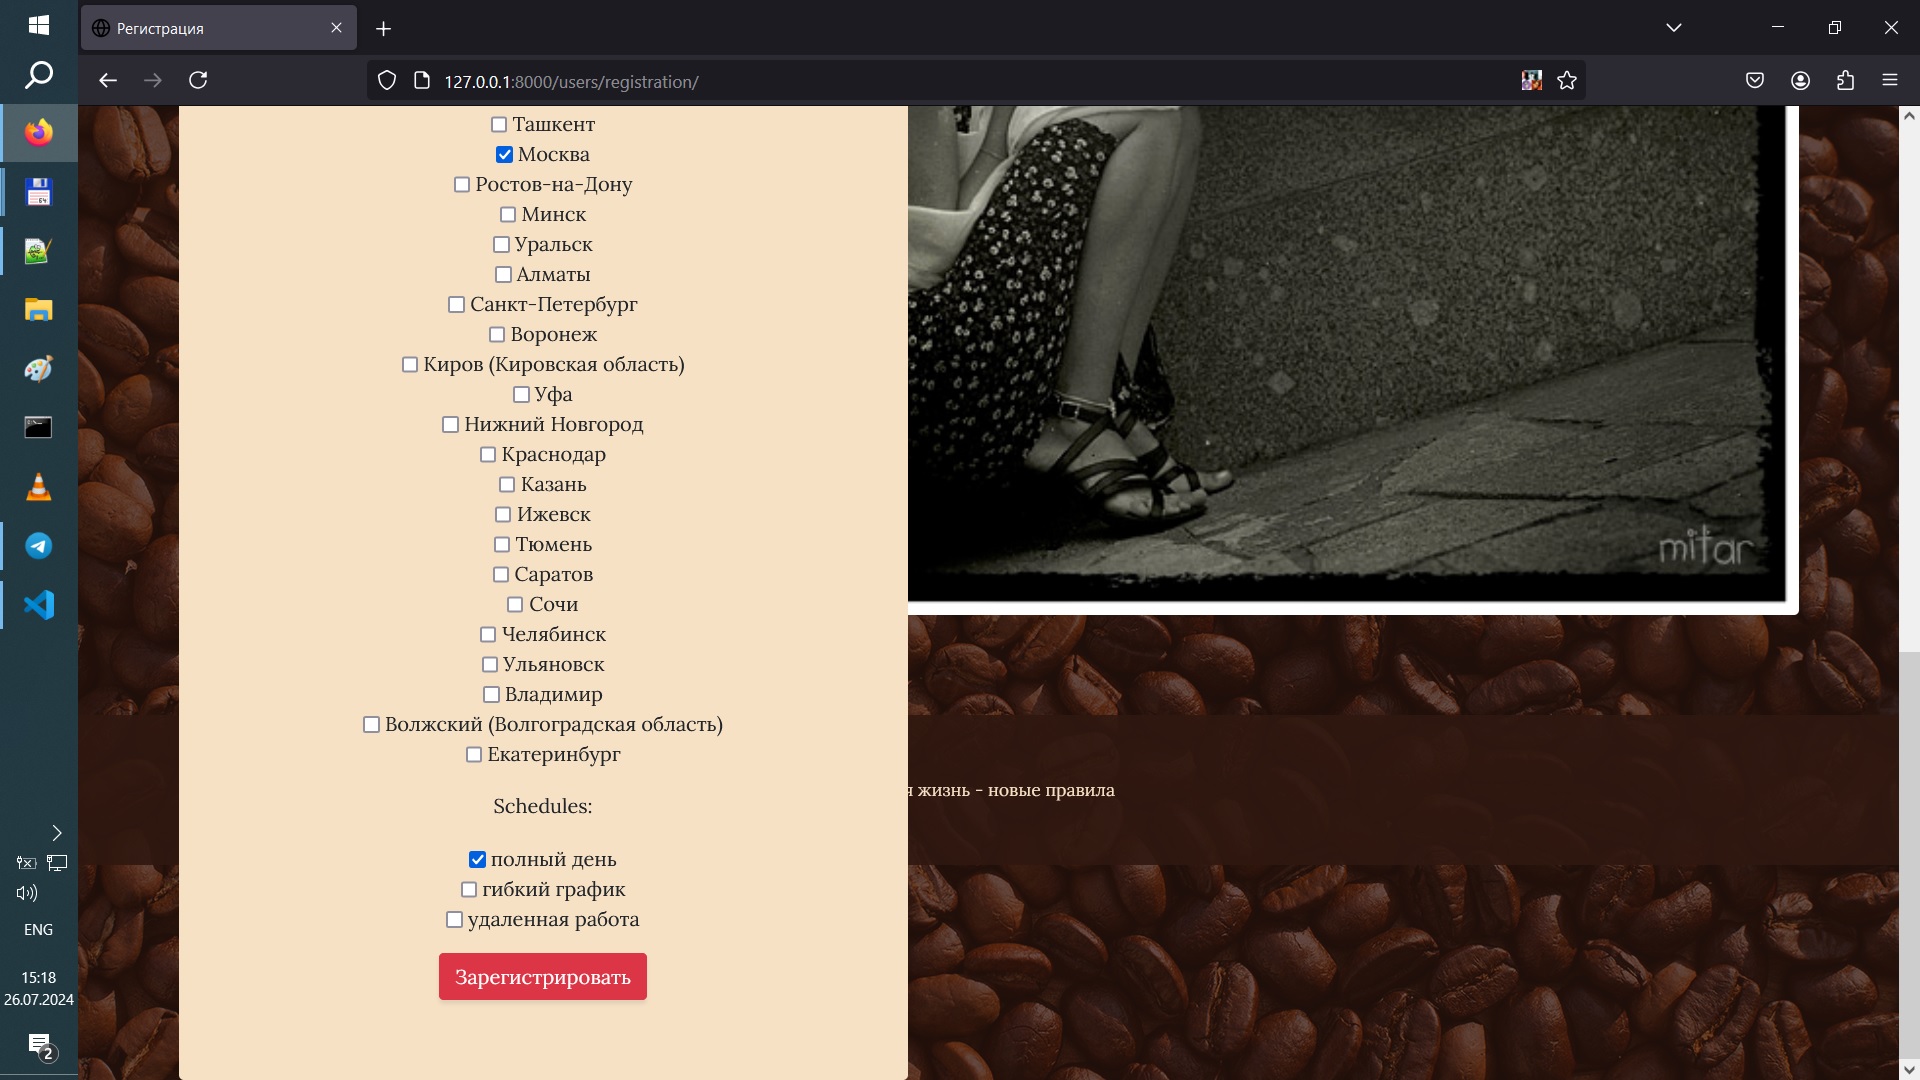 Регистрация
127.0.0.1:8000/users/registration/
Ташкент
Москва
Ростов-на-Дону
Минск
Уральск
Алматы
Санкт-Петербург
Воронеж
Киров (Кировская область)
Уфа
Нижний Новгород
Краснодар
Казань
Ижевск
Тюмень
Саратов
Сочи
Челябинск
Ульяновск
Владимир
Волжский (Волгоградская область)
Екатеринбург
Schedules:
полный день
гибкий график
удаленная работа
Зарегистрировать
mitar
я жизнь - новые правила
ENG
15:18
26.07.2024
2
64